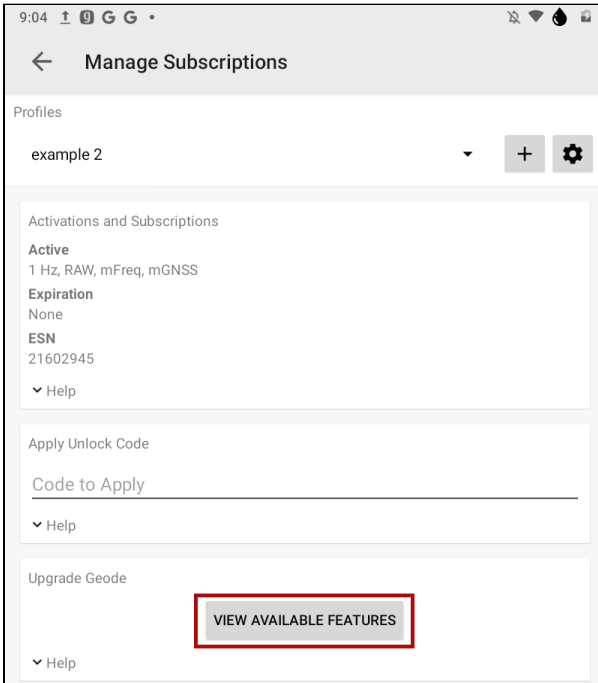 9:04
Manage Subscriptions
Profiles
example 2
Activations and Subscriptions
Active
1 Hz, RAW, mFreq, mGNSS
Expiration
None
ESN
21602945
Help
Apply Unlock Code
Code to Apply
Help
Upgrade Geode
VIEW AVAILABLE FEATURES
Help